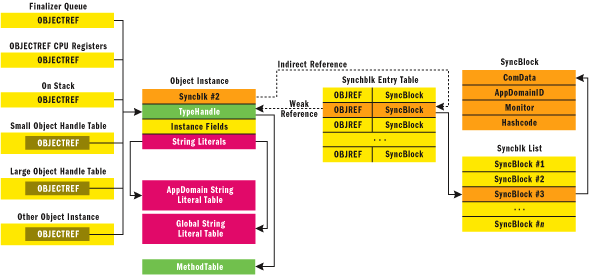 Finalizer Queue
OBJECTREF
OBJECTREF CPU Registers
OBJECTREF
On Stack
OBJECTREF
Small Object Handle Table
OBJECTREF
Large Object Handle Table
OBJECTREF
Other Object Instance
OBJECTREF
Object Instance
Syncblk #2
TypeHandle
Instance Fields
String Literals
AppDomain String
Literal Table
Global String
Literal Table
MethodTable
Indirect Reference
Weak
Reference
Synchblk Entry Table
OBJREF SyncBlock
OBJREF SyncBlock
OBJREF SyncBlock
. . .
OBJREF SyncBlock
SyncBlock
ComData
AppDomainID
Monitor
Hashcode
Syncblk List
SyncBlock #1
SyncBlock #2
SyncBlock #3
. . .
SyncBlock #n